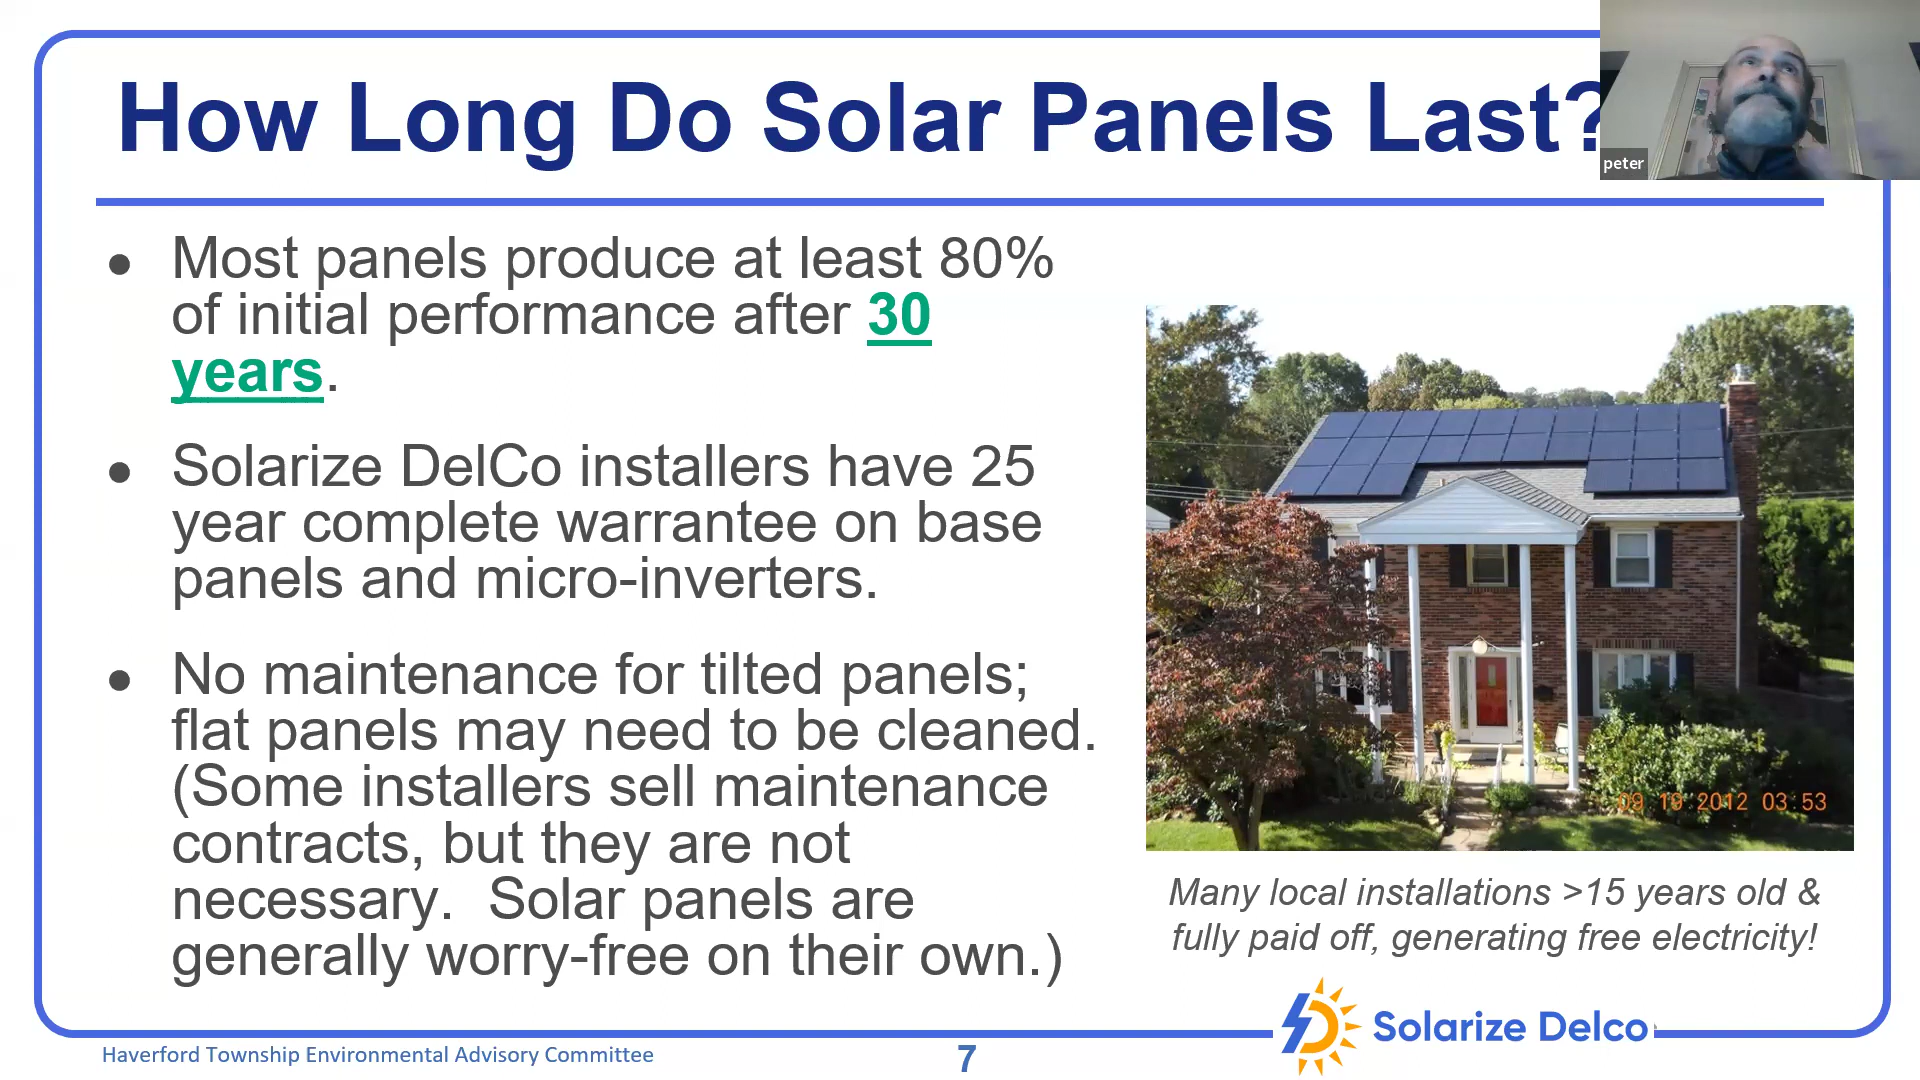 How Long Do Solar Panels Last?
peter
● Most panels produce at least 80%
of initial performance after 30
years.
● Solarize DelCo installers have 25
year complete warrantee on base
panels and micro-inverters.
● No maintenance for tilted panels;
flat panels may need to be cleaned.
(Some installers sell maintenance
contracts, but they are not
necessary.  Solar panels are
generally worry-free on their own.)
09 19 2012 03 53
Many local installations >15 years old &
fully paid off, generating free electricity!
Solarize Delco
Haverford Township Environmental Advisory Committee
7